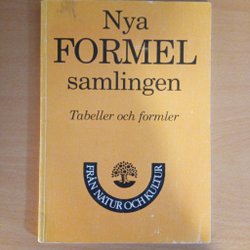 Nya
FORMEL
samlingen
Tabeller och formler
FRÅN NATUR OCH KULTUR